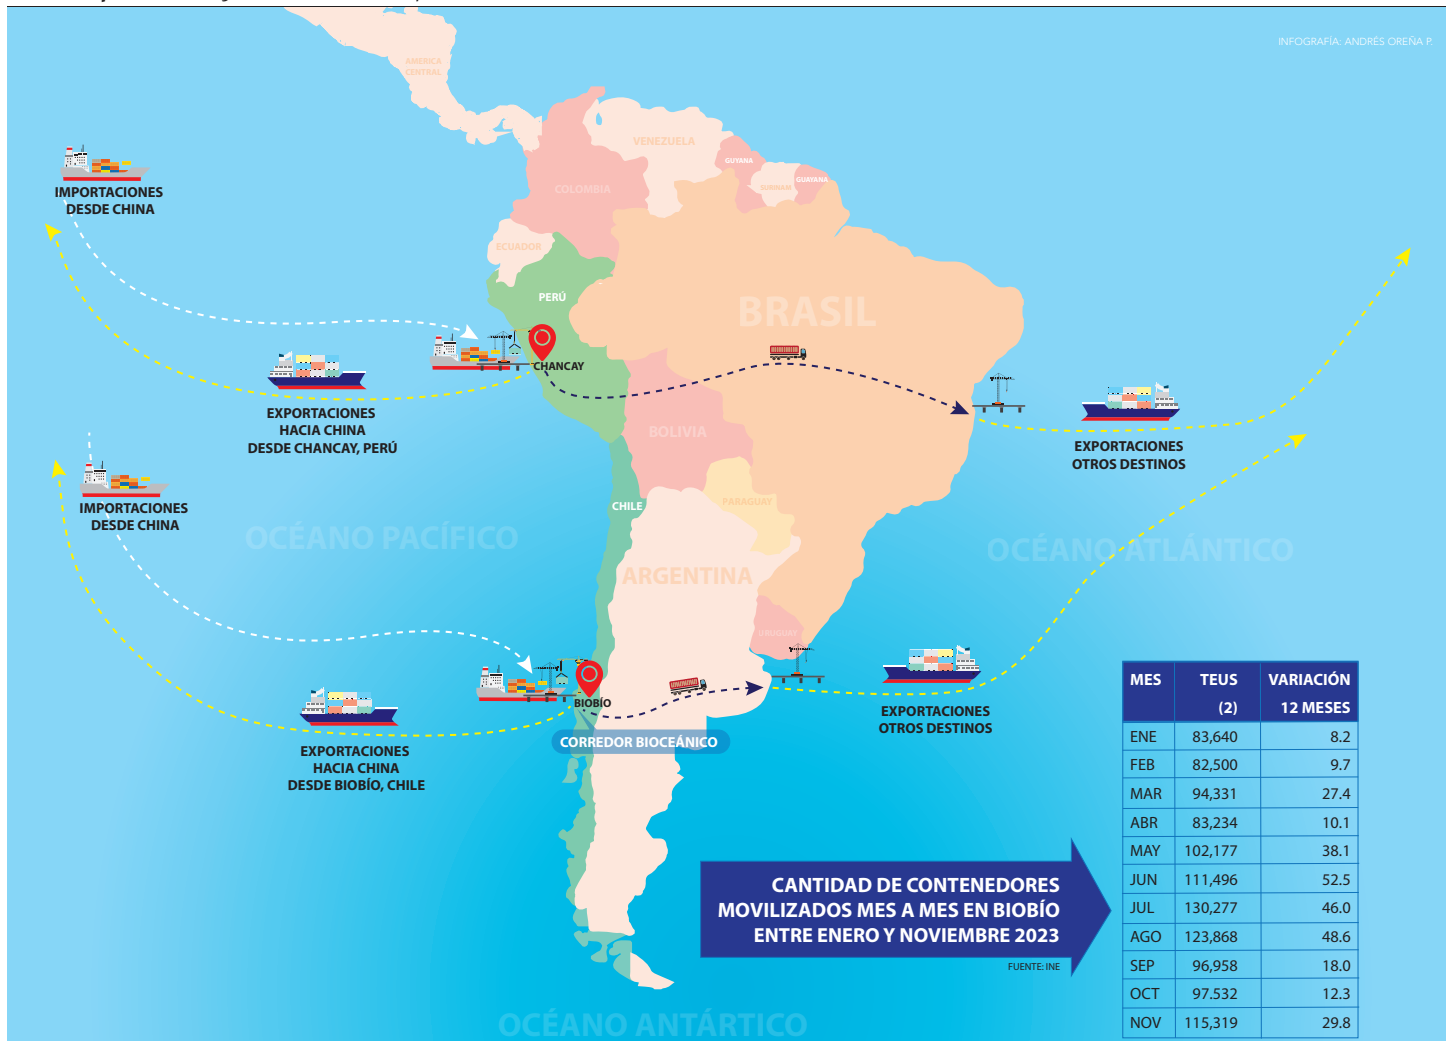 INFOGRAFÍA: ANDRÉS OREÑA P.
AMERICA
CENTRAL
VENEZUELA
GUYANA
SURINAM
GUAYANA
COLOMBIA
ECUADOR
PERÚ
BRASIL
CHANCAY
BOLIVIA
PARAGUAY
CHILE
ARGENTINA
URUGUAY
BIOBÍO
CORREDOR BIOCEÁNICO
IMPORTACIONES
DESDE CHINA
EXPORTACIONES
HACIA CHINA
DESDE CHANCAY, PERÚ
IMPORTACIONES
DESDE CHINA
OCÉANO PACÍFICO
EXPORTACIONES
HACIA CHINA
DESDE BIOBÍO, CHILE
EXPORTACIONES
OTROS DESTINOS
OCÉANO ATLÁNTICO
EXPORTACIONES
OTROS DESTINOS
OCÉANO ANTÁRTICO
CANTIDAD DE CONTENEDORES
MOVILIZADOS MES A MES EN BIOBÍO
ENTRE ENERO Y NOVIEMBRE 2023
FUENTE: INE
MES TEUS VARIACIÓN
(2) 12 MESES
ENE 83,640 8.2
FEB 82,500 9.7
MAR 94,331 27.4
ABR 83,234 10.1
MAY 102,177 38.1
JUN 111,496 52.5
JUL 130,277 46.0
AGO 123,868 48.6
SEP 96,958 18.0
OCT 97.532 12.3
NOV 115,319 29.8